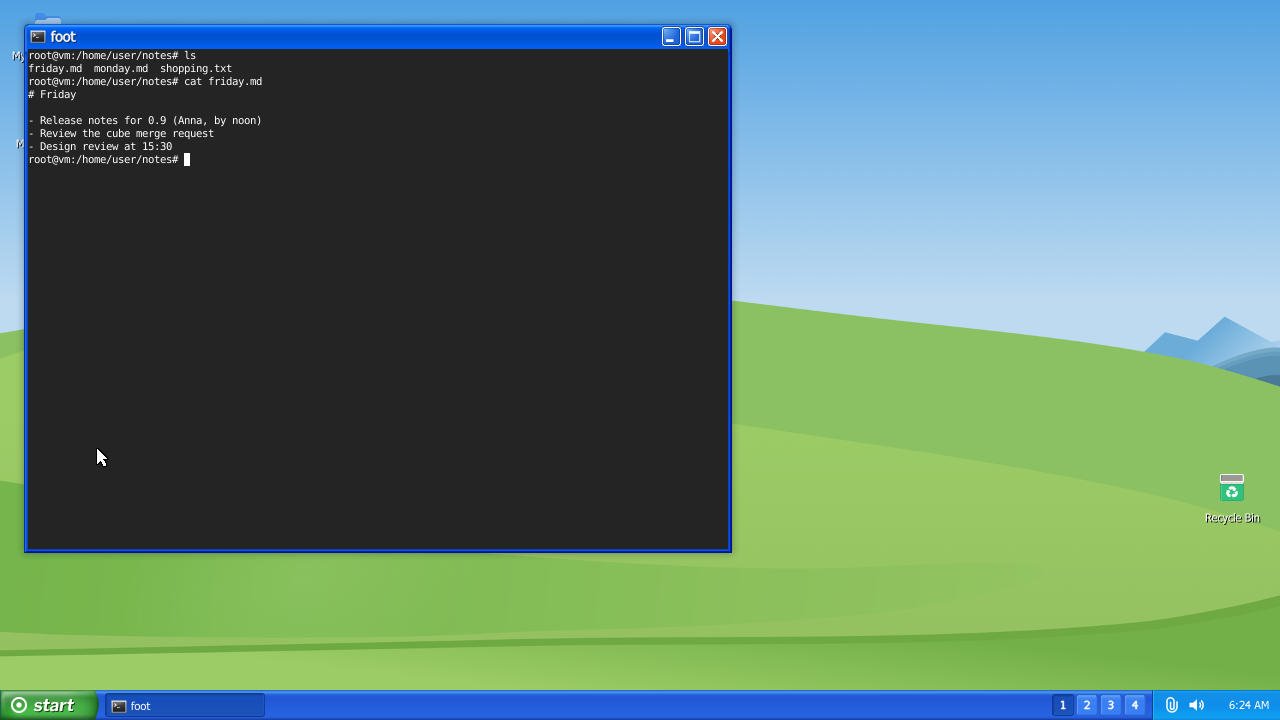 foot
root@vm:/home/user/notes# ls
friday.md  monday.md  shopping.txt
root@vm:/home/user/notes# cat friday.md
# Friday
- Release notes for 0.9 (Anna, by noon)
- Review the cube merge request
- Design review at 15:30
root@vm:/home/user/notes#
Recycle Bin
start
foot
1 2 3 4
6:24 AM